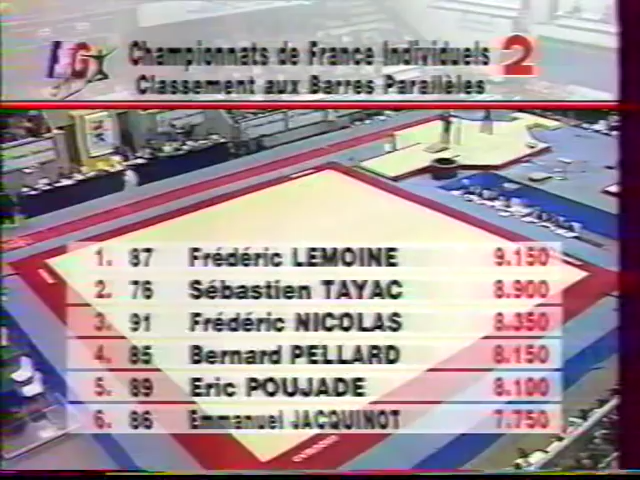 Championnats de France Individuels 2
Classement aux Barres Parallèles
1. 87 Frédéric LEMOINE 9.150
2. 76 Sébastien TAYAC 8.900
3. 91 Frédéric NICOLAS 8.350
4. 85 Bernard PELLARD 8.150
5. 89 Eric POUJADE 8.100
6. 86 Emmanuel JACQUINOT 7.750